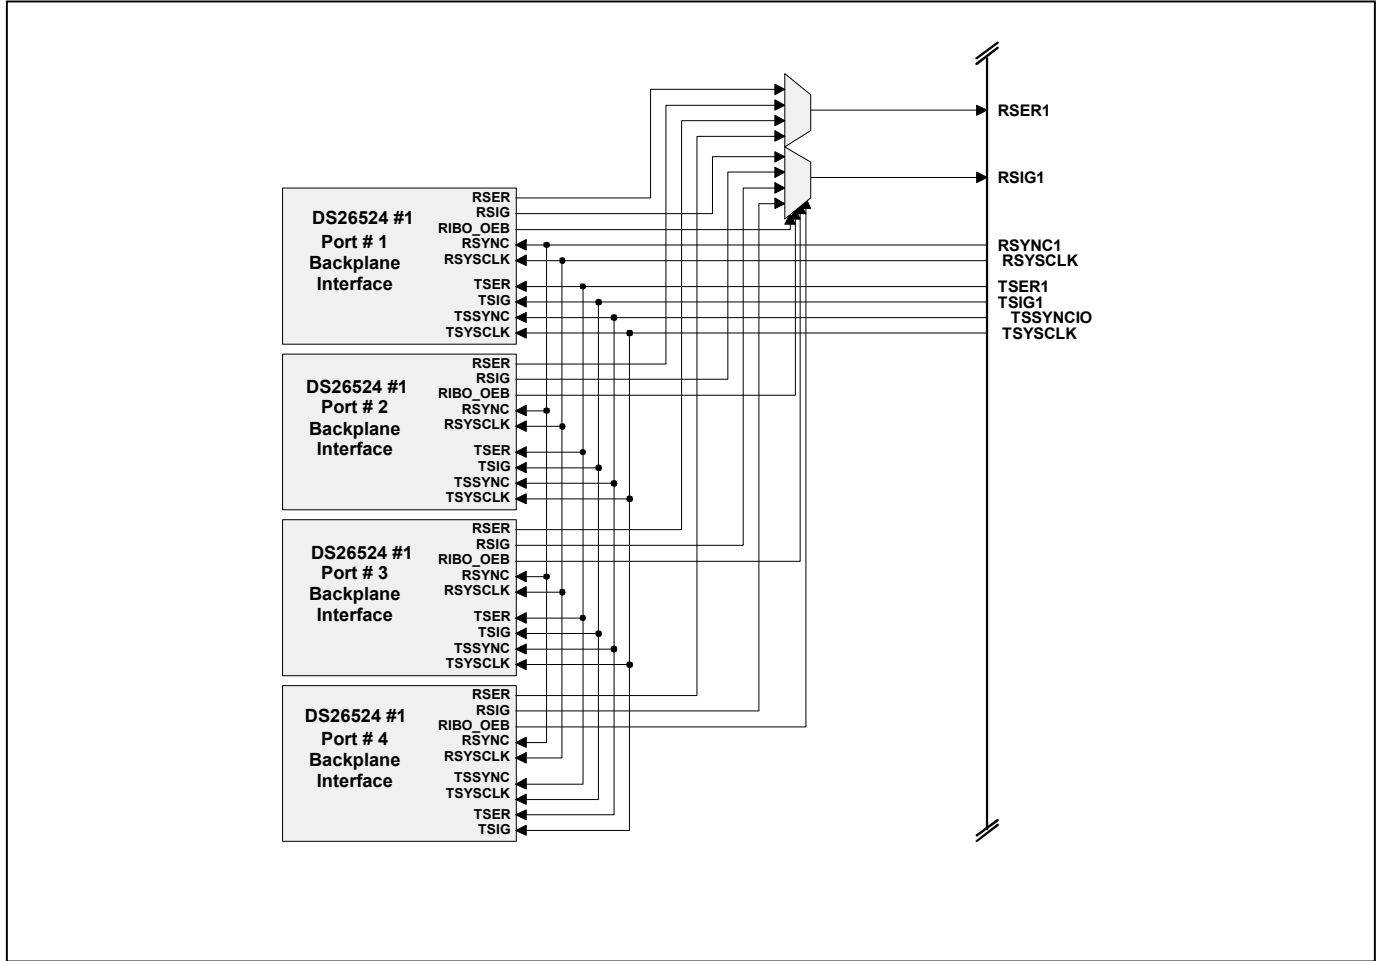 RSER1
RSIG1
DS26524 #1
Port # 1
Backplane
Interface
RSER
RSIG
RIBO_OEB
RSYNC
RSYSCLK
TSER
TSIG
TSSYNC
TSYSCLK
RSYNC1
RSYSCLK
TSER1
TSIG1
TSSYNCIO
TSYSCLK
DS26524 #1
Port # 2
Backplane
Interface
RSER
RSIG
RIBO_OEB
RSYNC
RSYSCLK
TSER
TSIG
TSSYNC
TSYSCLK
DS26524 #1
Port # 3
Backplane
Interface
RSER
RSIG
RIBO_OEB
RSYNC
RSYSCLK
TSER
TSIG
TSSYNC
TSYSCLK
DS26524 #1
Port # 4
Backplane
Interface
RSER
RSIG
RIBO_OEB
RSYNC
RSYSCLK
TSSYNC
TSYSCLK
TSER
TSIG